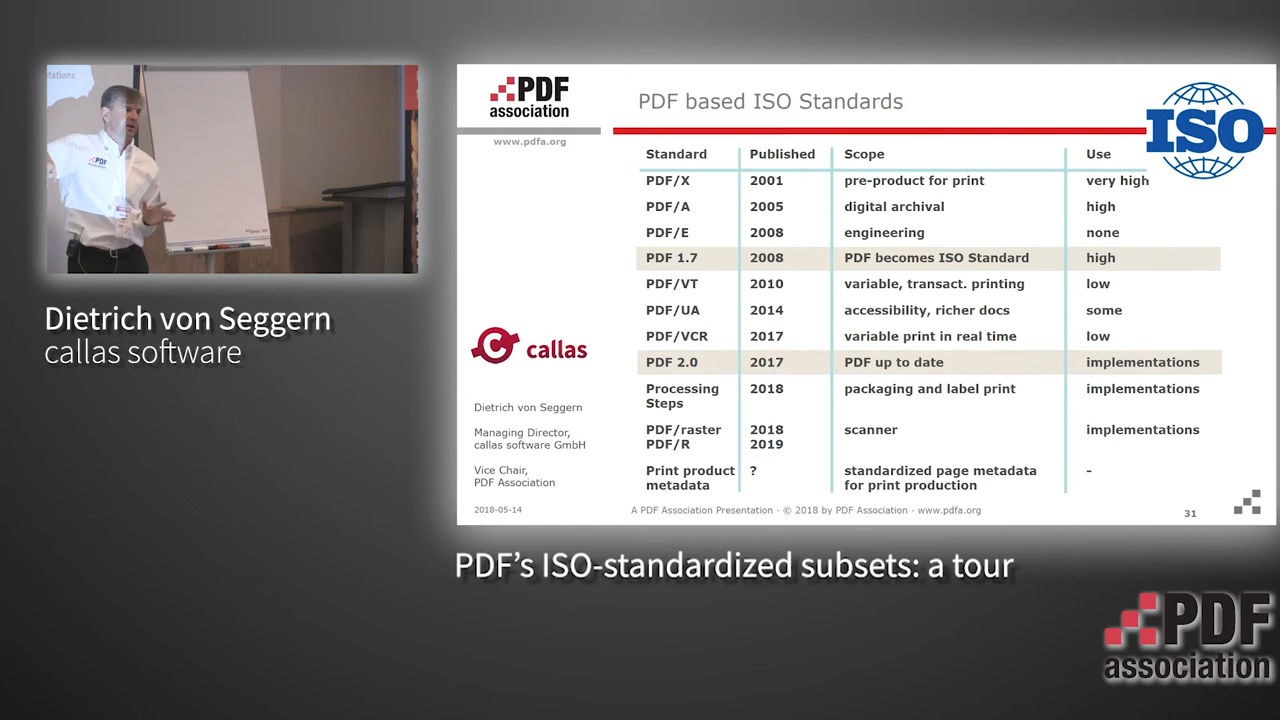 tations
PDF
association
Dietrich von Seggern
callas software
PDF
association
www.pdfa.org
PDF based ISO Standards
ISO
Standard Published Scope Use
PDF/X 2001 pre-product for print very high
PDF/A 2005 digital archival high
PDF/E 2008 engineering none
PDF 1.7 2008 PDF becomes ISO Standard high
PDF/VT 2010 variable, transact. printing low
PDF/UA 2014 accessibility, richer docs some
PDF/VCR 2017 variable print in real time low
PDF 2.0 2017 PDF up to date implementations
Processing 2018 packaging and label print implementations
Steps
PDF/raster 2018 scanner implementations
PDF/R 2019
Print product ? standardized page metadata -
metadata for print production
callas
Dietrich von Seggern
Managing Director,
callas software GmbH
Vice Chair,
PDF Association
2018-05-14
A PDF Association Presentation · © 2018 by PDF Association · www.pdfa.org
31
PDF’s ISO-standardized subsets: a tour
PDF
association